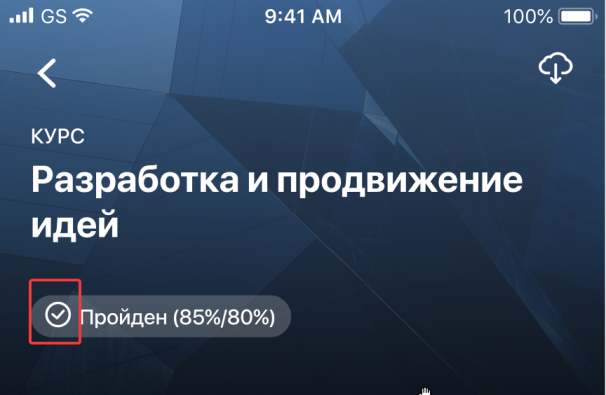 GS 9:41 AM 100%
КУРС
Разработка и продвижение
идей
Пройден (85%/80%)